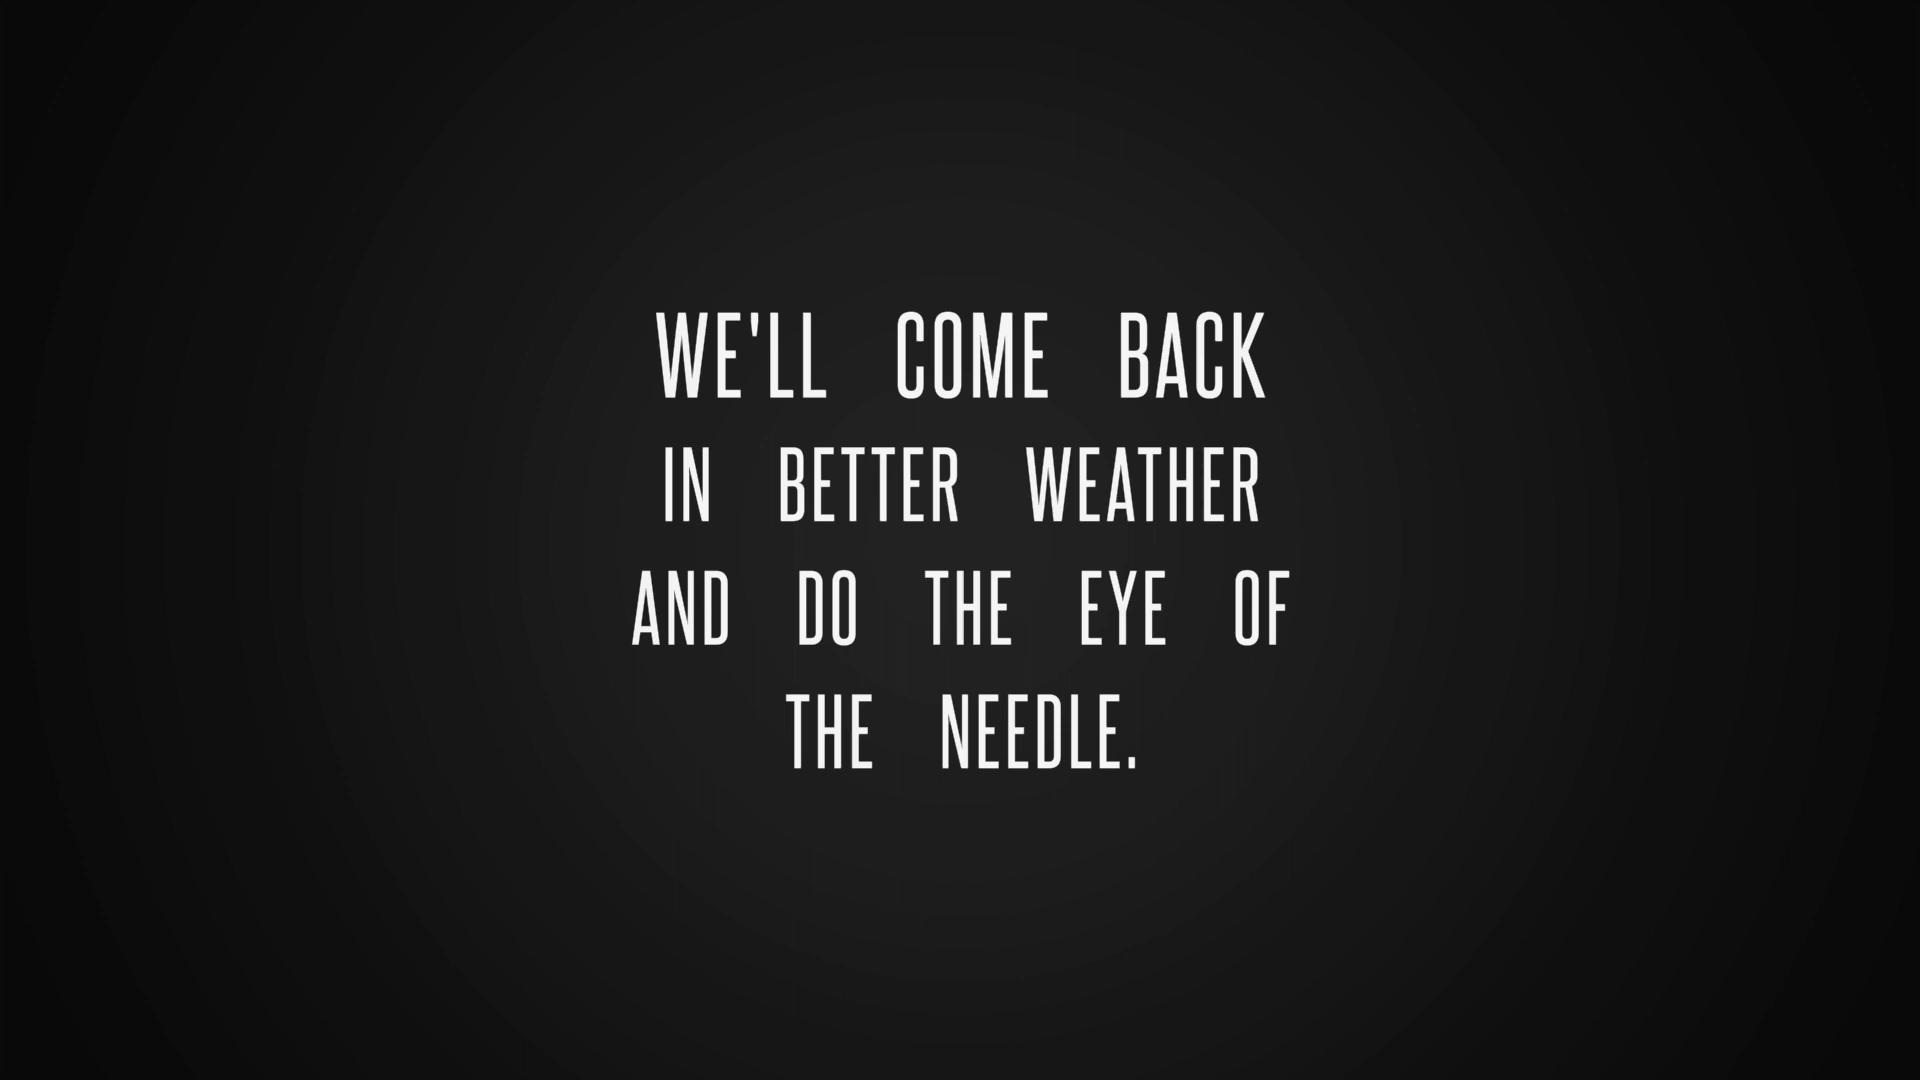 WE'LL COME BACK
IN BETTER WEATHER
AND DO THE EYE OF
THE NEEDLE.